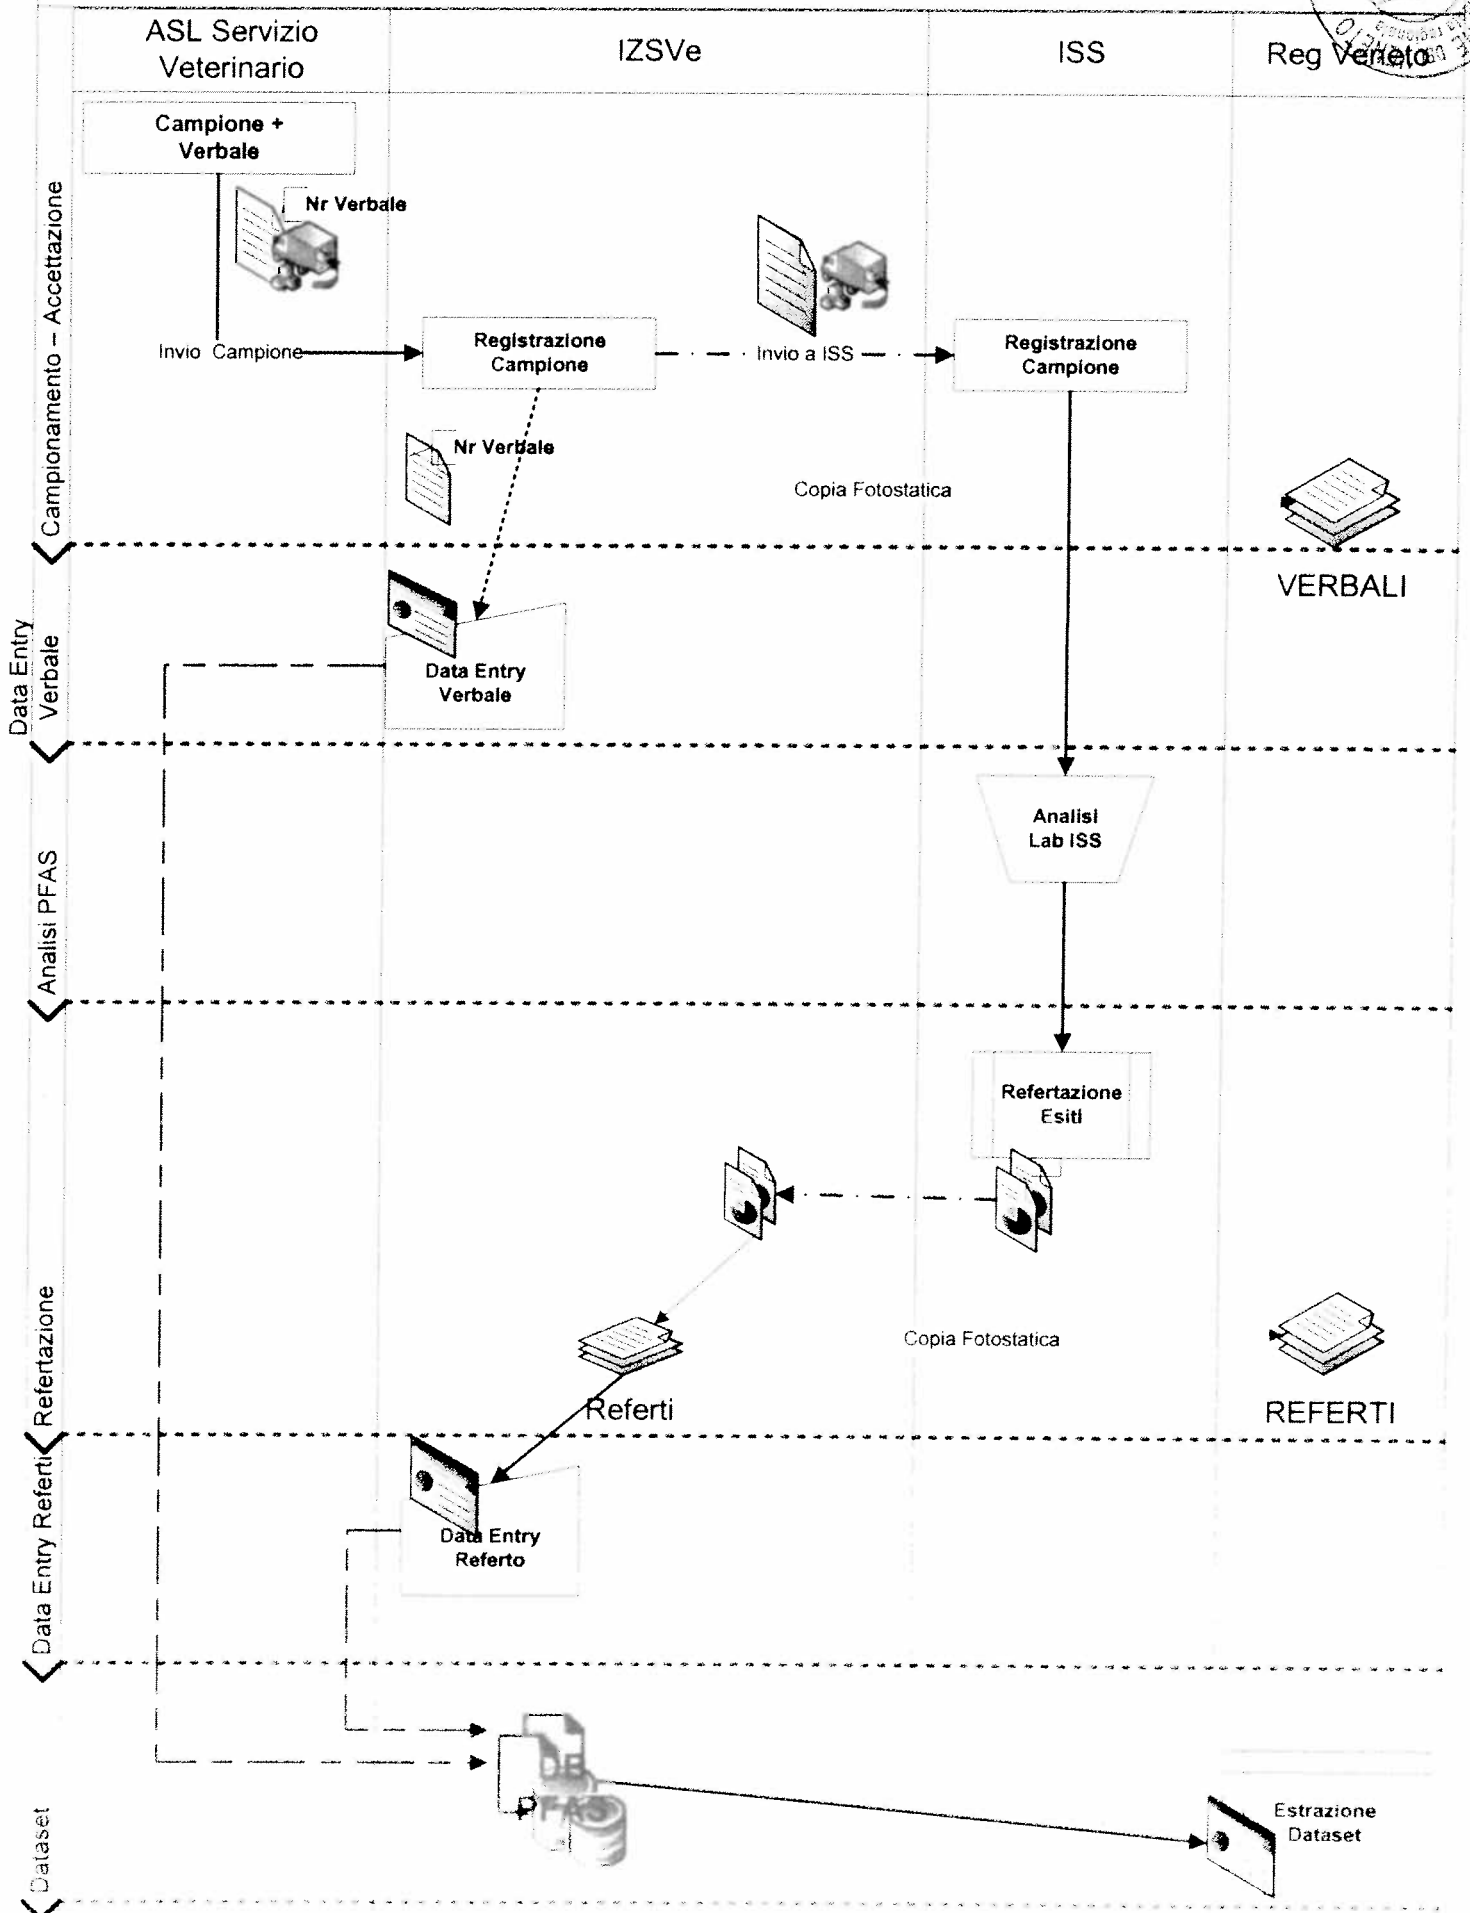 ASL Servizio
Veterinario
IZSVe
ISS
Reg Veneto
Campione +
Verbale
Nr Verbale
Campionamento – Accettazione
Invio Campione
Registrazione
Campione
Invio a ISS
Registrazione
Campione
Nr Verbale
Copia Fotostatica
VERBALI
Data Entry
Verbale
Data Entry
Verbale
Analisi PFAS
Analisi
Lab ISS
Refertazione
Refertazione
Esiti
Copia Fotostatica
Referti
REFERTI
Data Entry Referti
Data Entry
Referto
Dataset
DB
PFAS
Estrazione
Dataset